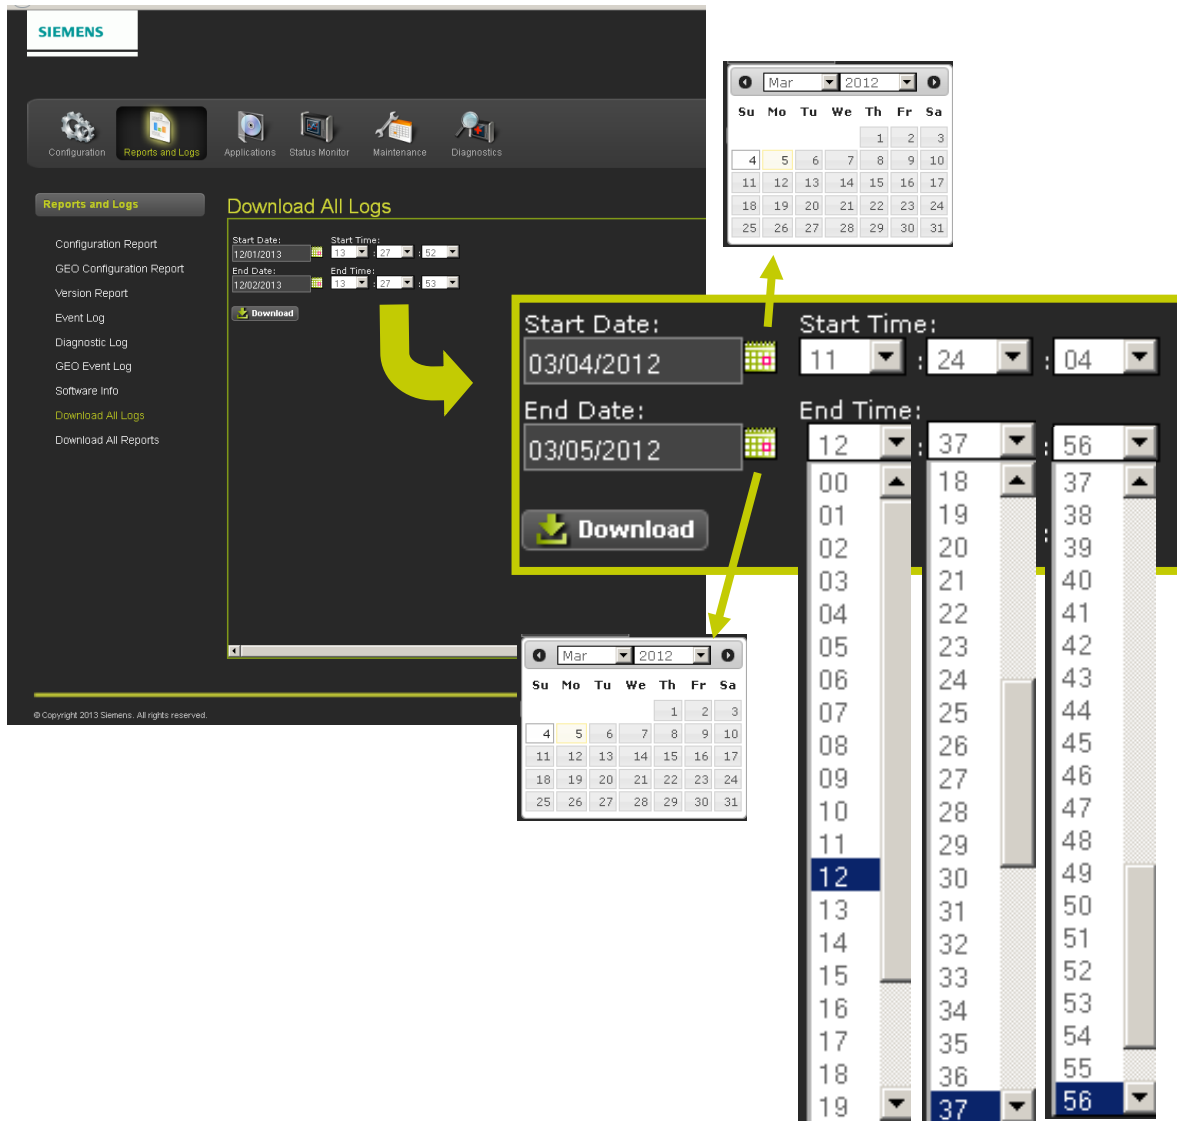 SIEMENS
Configuration Reports and Logs Applications Status Monitor Maintenance Diagnostics
Reports and Logs
Configuration Report
GEO Configuration Report
Version Report
Event Log
Diagnostic Log
GEO Event Log
Software Info
Download All Logs
Download All Reports
Download All Logs
Start Date: Start Time:
12/01/2013 13 : 27 : 52
End Date: End Time:
12/02/2013 13 : 27 : 53
Download
© Copyright 2013 Siemens. All rights reserved.
Mar 2012
Su Mo Tu We Th Fr Sa
1 2 3
4 5 6 7 8 9 10
11 12 13 14 15 16 17
18 19 20 21 22 23 24
25 26 27 28 29 30 31
Start Date: Start Time:
03/04/2012 11 : 24 : 04
End Date: End Time:
03/05/2012 12 : 37 : 56
Download
00 18 37
01 19 38
02 20 39
03 21 40
04 22 41
05 23 42
06 24 43
07 25 44
08 26 45
09 27 46
10 28 47
11 29 48
12 30 49
13 31 50
14 32 51
15 33 52
16 34 53
17 35 54
18 36 55
19 37 56
Mar 2012
Su Mo Tu We Th Fr Sa
1 2 3
4 5 6 7 8 9 10
11 12 13 14 15 16 17
18 19 20 21 22 23 24
25 26 27 28 29 30 31